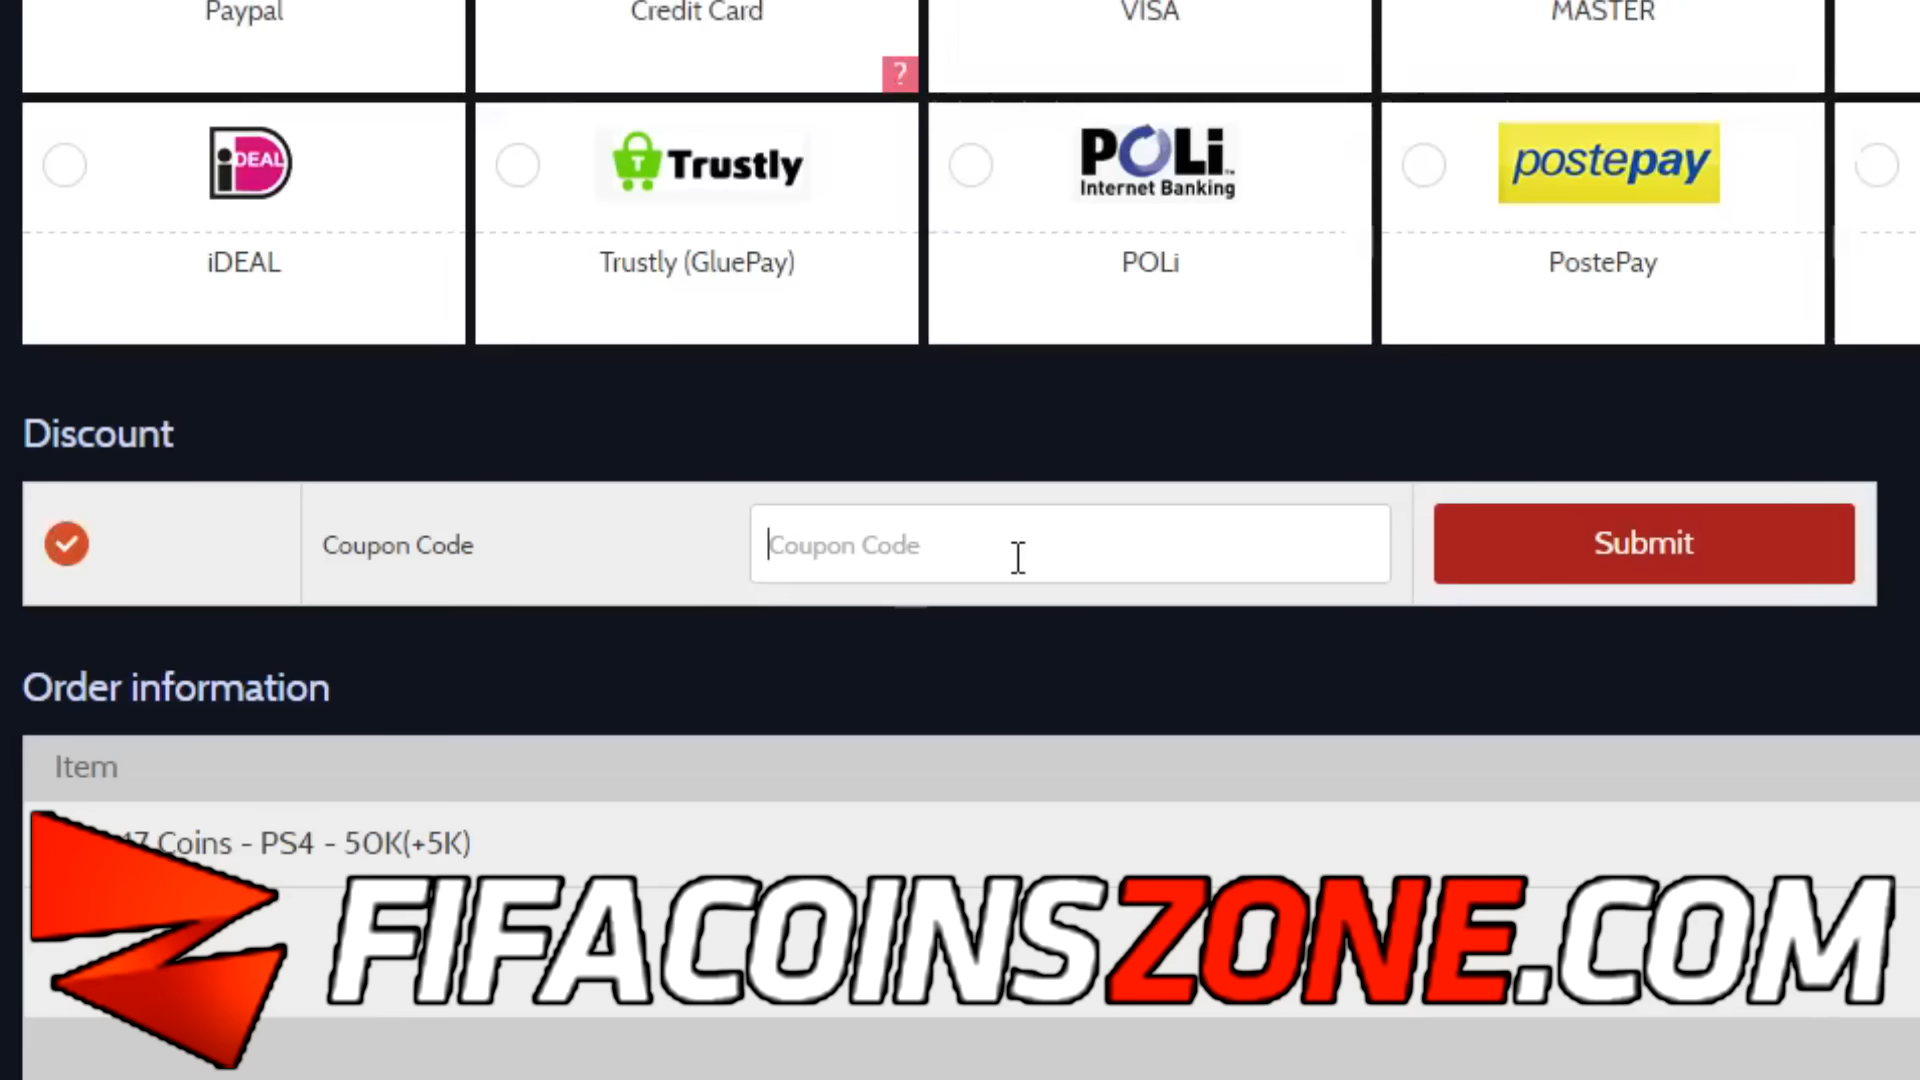 Paypal
Credit Card
VISA
MASTER
?
iDEAL
T Trustly
POLi
Internet Banking
postepay
iDEAL
Trustly (GluePay)
POLi
PostePay
Discount
Coupon Code
Coupon Code
Submit
Order information
Item
17 Coins - PS4 - 50K(+5K)
FIFACOINSZONE.COM